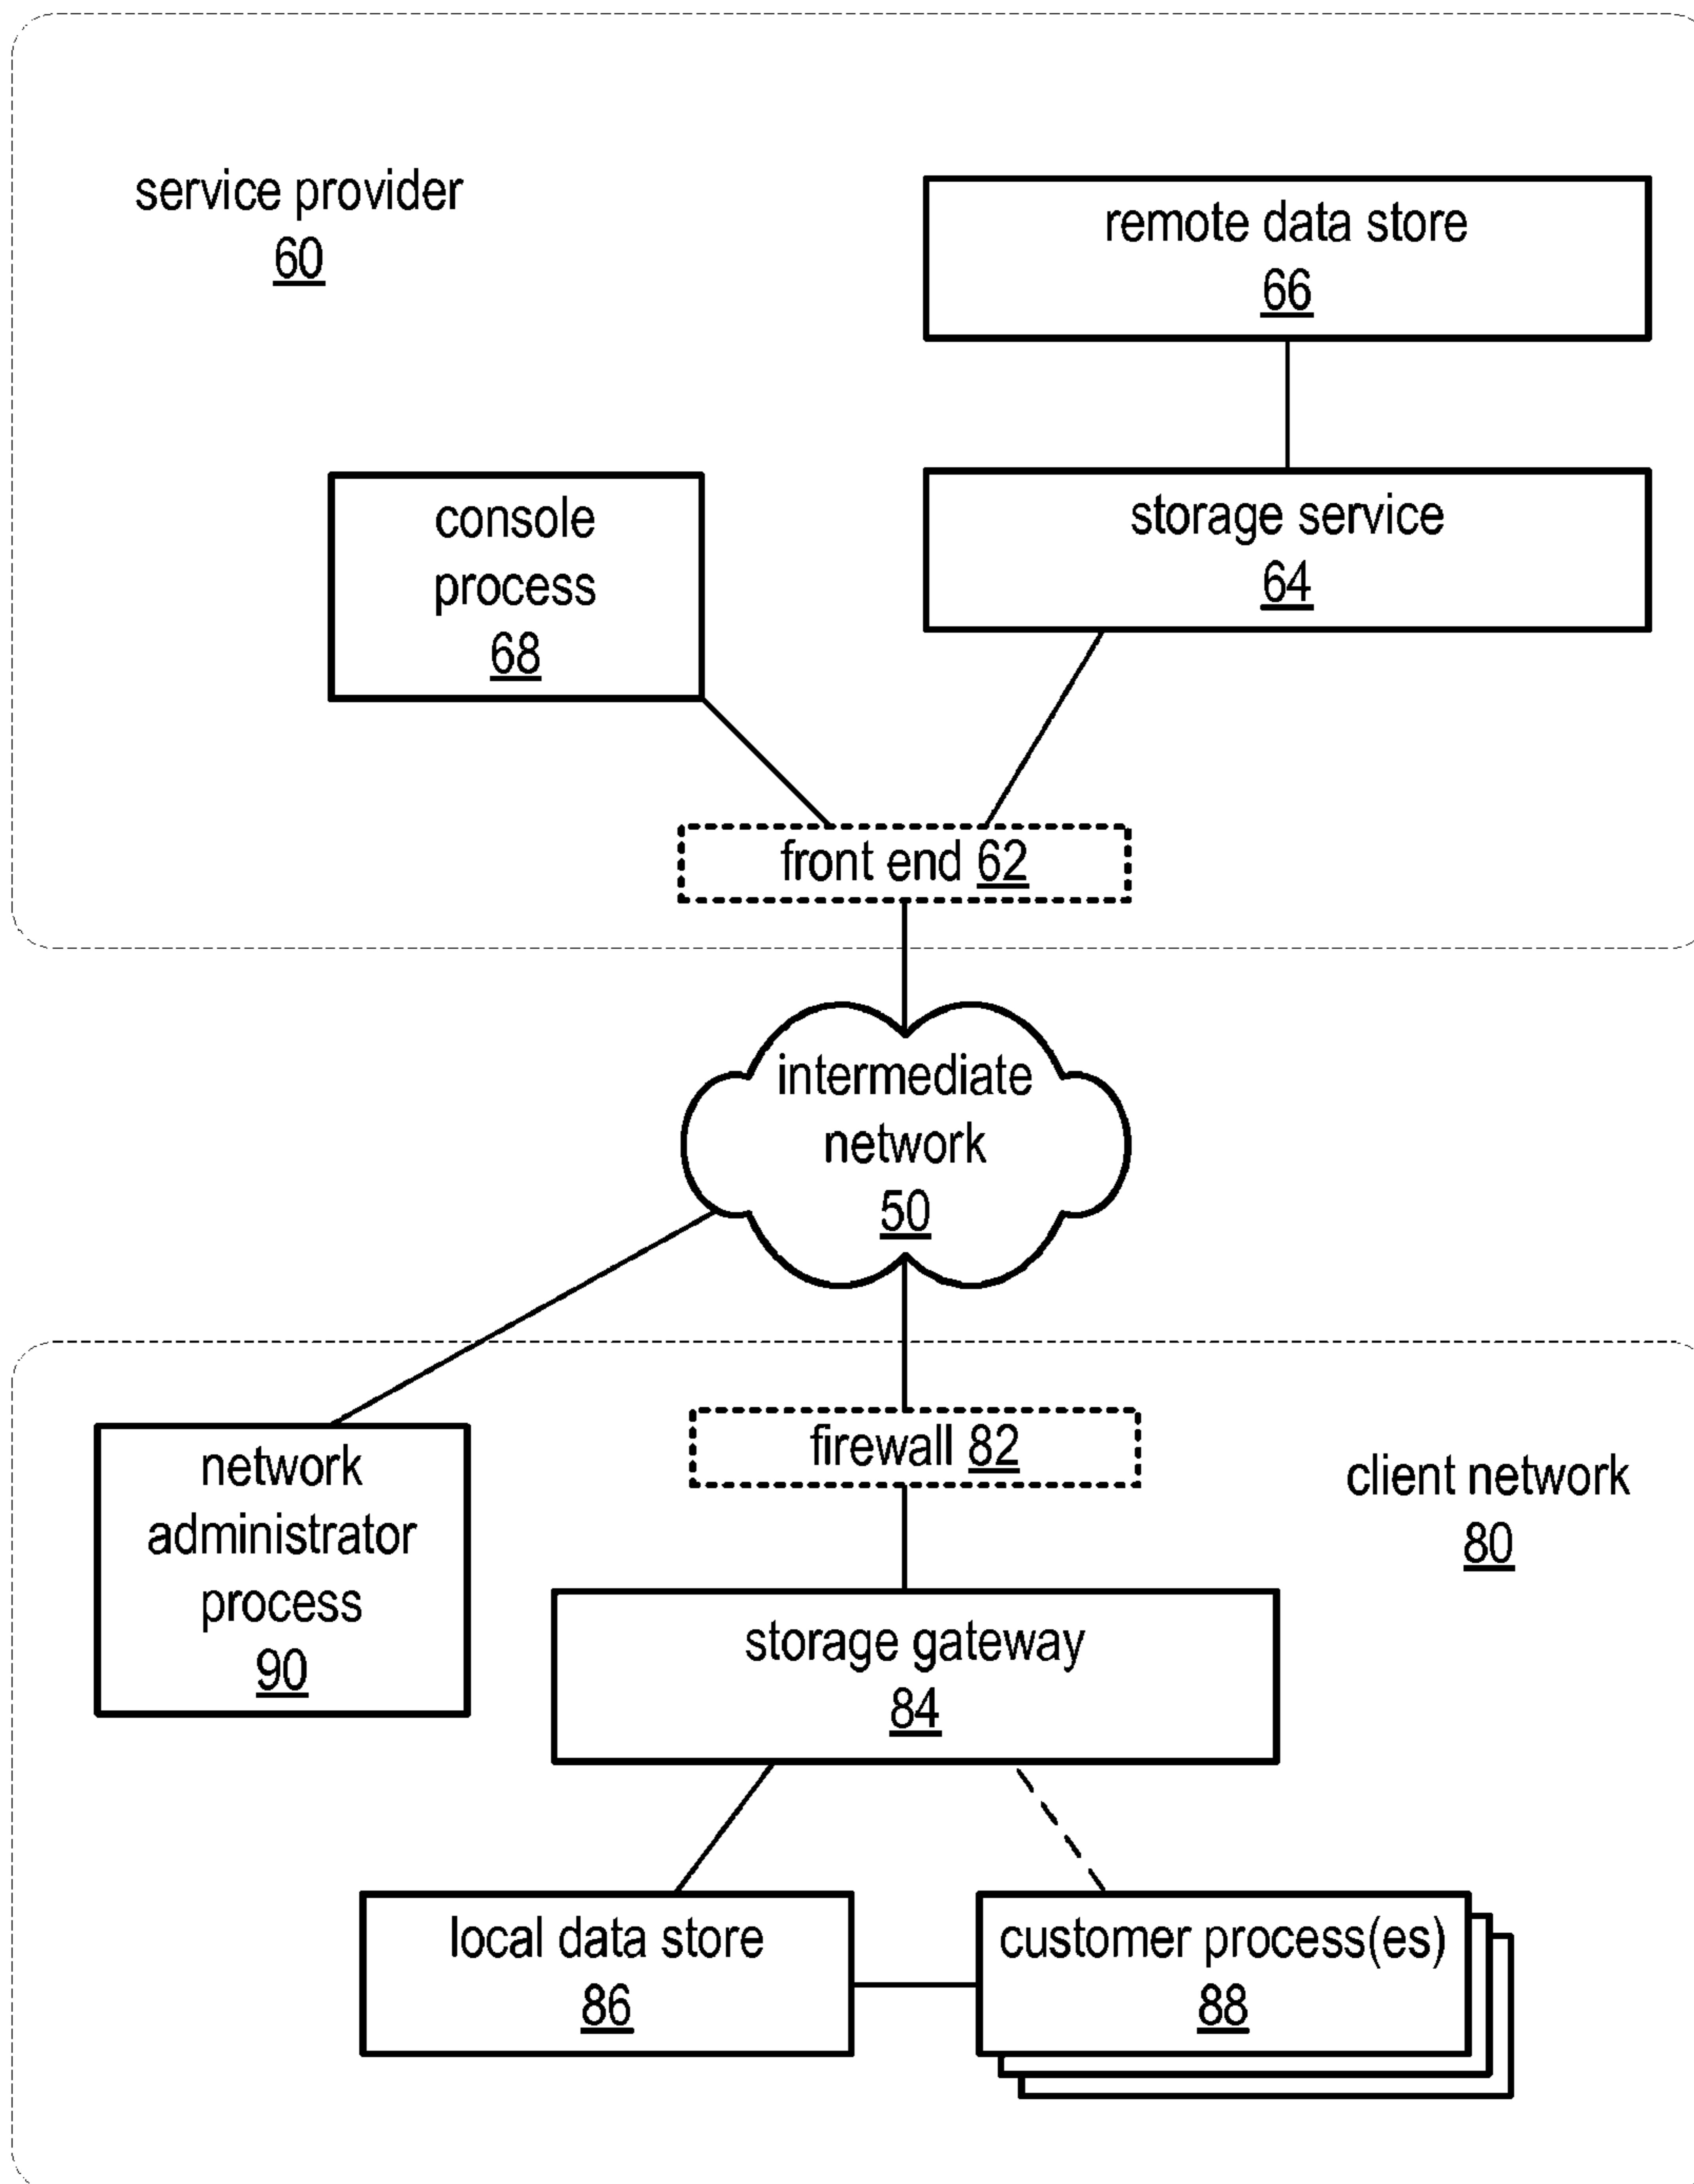 service provider
60
remote data store
66
console
process
68
storage service
64
front end 62
intermediate
network
50
network
administrator
process
90
firewall 82
client network
80
storage gateway
84
local data store
86
customer process(es)
88